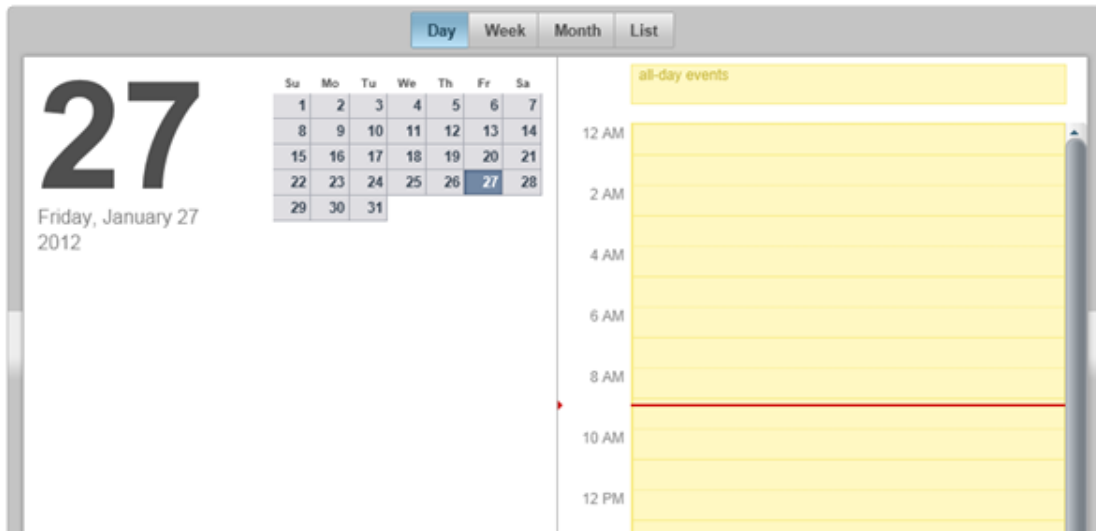 Day Week Month List
27
Friday, January 27
2012
Su Mo Tu We Th Fr Sa
1 2 3 4 5 6 7
8 9 10 11 12 13 14
15 16 17 18 19 20 21
22 23 24 25 26 27 28
29 30 31
all-day events
12 AM
2 AM
4 AM
6 AM
8 AM
10 AM
12 PM